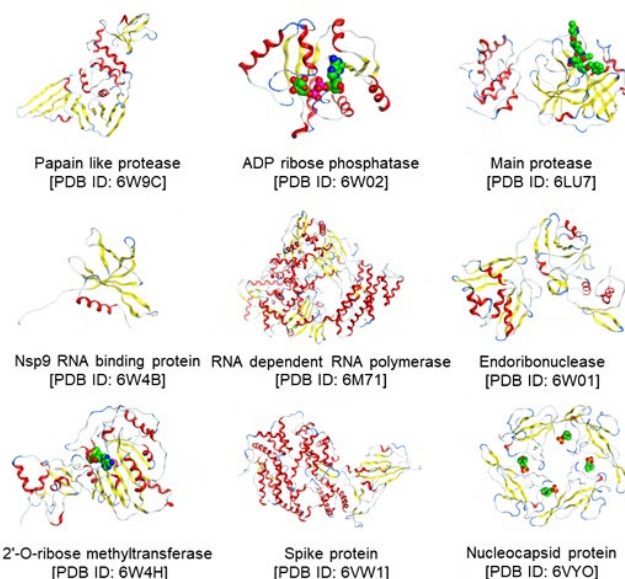 Papain like protease
[PDB ID: 6W9C]
ADP ribose phosphatase
[PDB ID: 6W02]
Main protease
[PDB ID: 6LU7]
Nsp9 RNA binding protein
[PDB ID: 6W4B]
RNA dependent RNA polymerase
[PDB ID: 6M71]
Endoribonuclease
[PDB ID: 6W01]
2'-O-ribose methyltransferase
[PDB ID: 6W4H]
Spike protein
[PDB ID: 6VW1]
Nucleocapsid protein
[PDB ID: 6VYO]